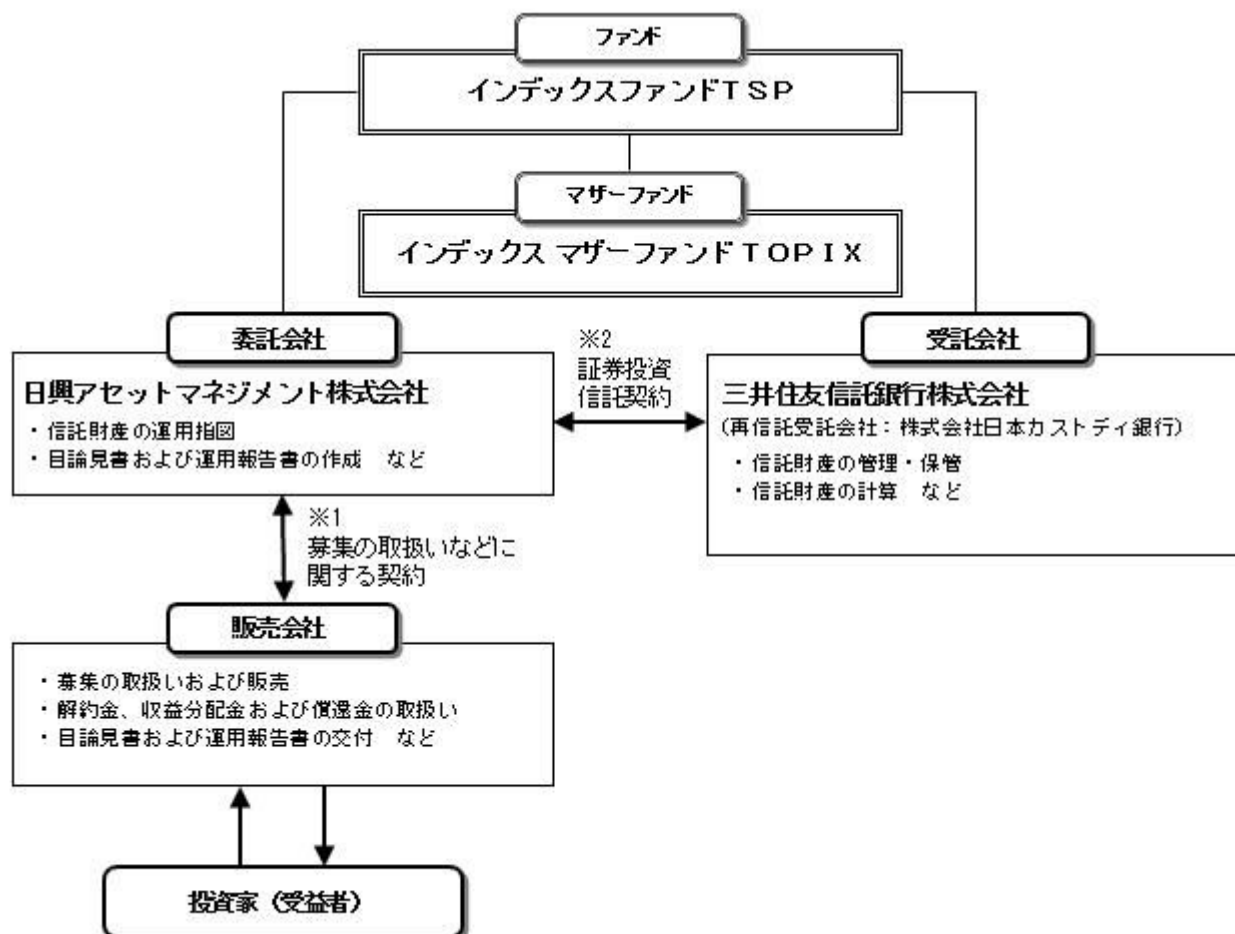 ファンド
インデックスファンドＴＳＰ
マザーファンド
インデックス マザーファンドＴＯＰＩＸ
委託会社
日興アセットマネジメント株式会社
・信託財産の運用指図
・目論見書および運用報告書の作成　など
※2
証券投資
信託契約
受託会社
三井住友信託銀行株式会社
(再信託受託会社：株式会社日本カストディ銀行)
・信託財産の管理・保管
・信託財産の計算　など
※1
募集の取扱いなどに
関する契約
販売会社
・募集の取扱いおよび販売
・解約金、収益分配金および償還金の取扱い
・目論見書および運用報告書の交付　など
投資家（受益者）